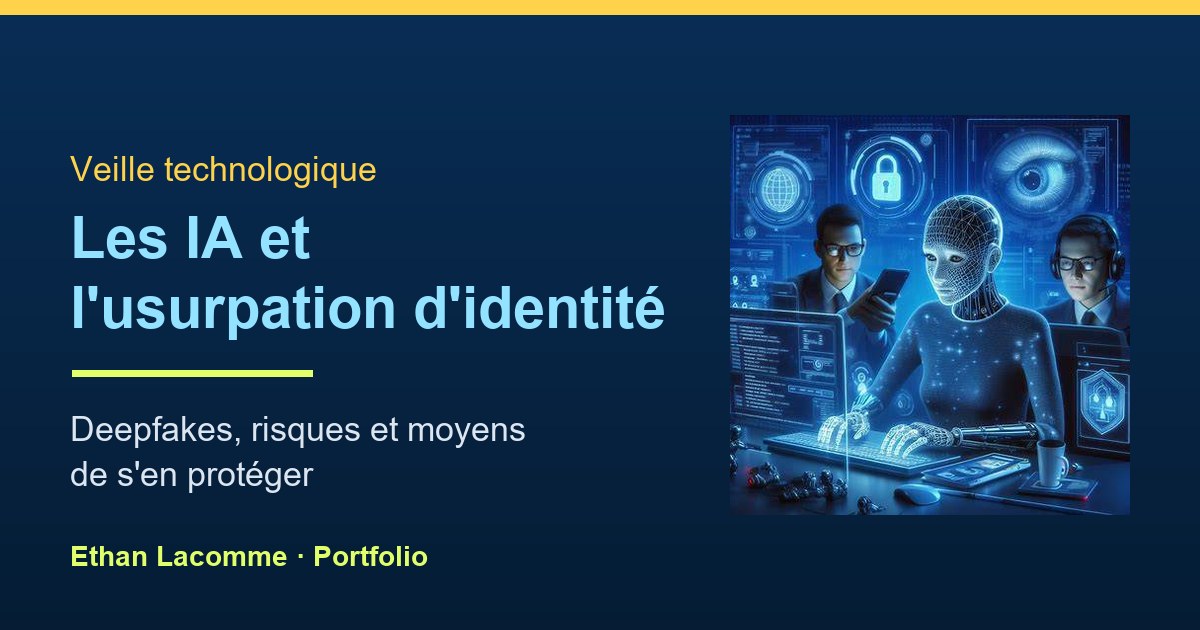 Veille technologique
Les IA et
l'usurpation d'identité
Deepfakes, risques et moyens
de s'en protéger
Ethan Lacomme · Portfolio